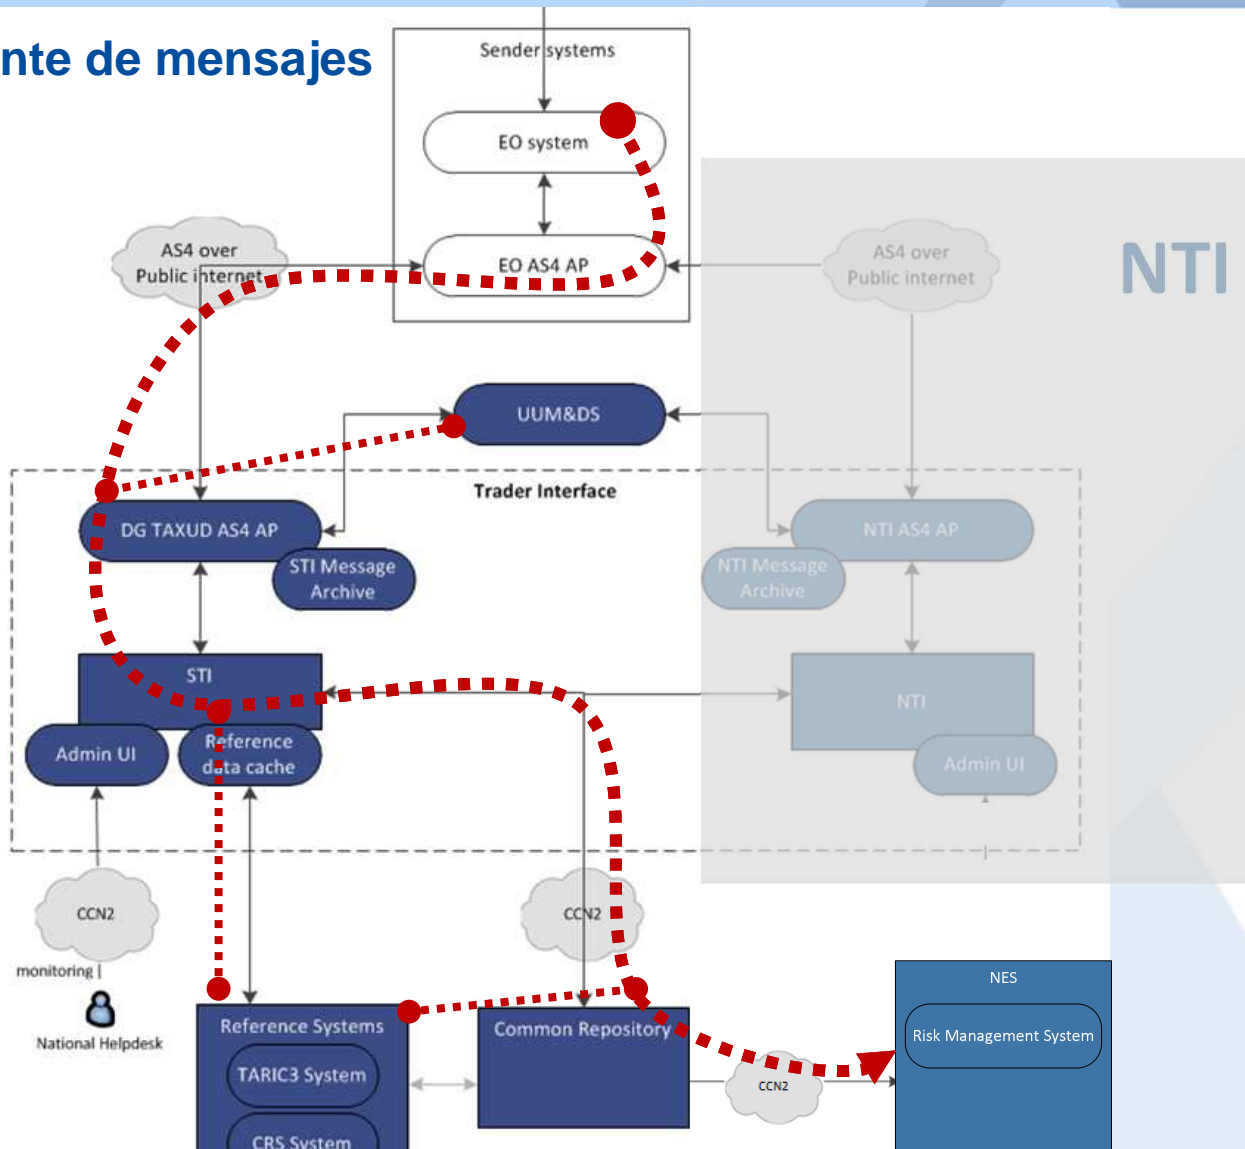 nte de mensajes
Sender systems
EO system
AS4 over
Public internet
EO AS4 AP
AS4 over
Public internet
NTI
UUM&DS
Trader Interface
DG TAXUD AS4 AP
STI Message
Archive
NTI AS4 AP
NTI Message
Archive
STI
NTI
Admin UI
Reference
data cache
Admin UI
CCN2
CCN2
monitoring
National Helpdesk
Reference Systems
TARIC3 System
CRS System
Common Repository
CCN2
NES
Risk Management System